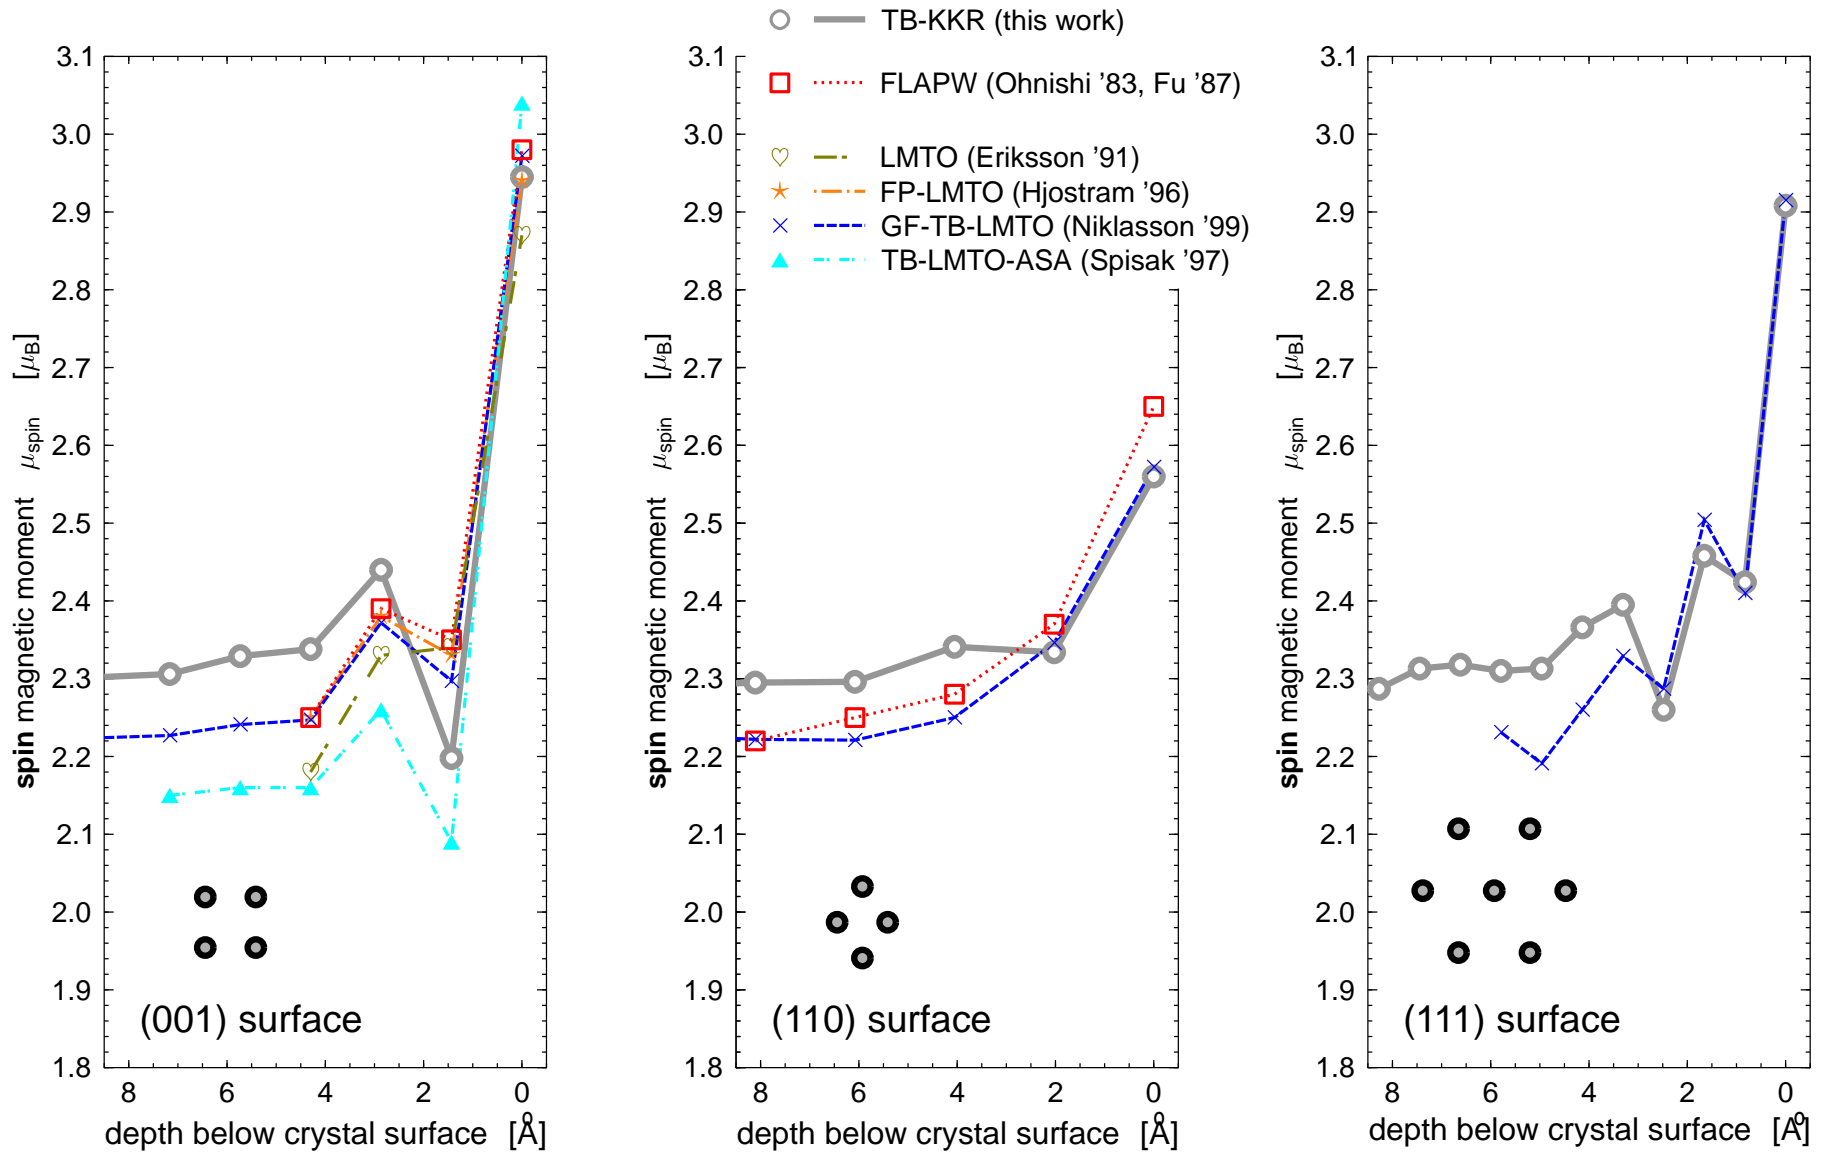 TB-KKR (this work)
FLAPW (Ohnishi '83, Fu '87)
LMTO (Eriksson '91)
FP-LMTO (Hjostram '96)
GF-TB-LMTO (Niklasson '99)
TB-LMTO-ASA (Spisak '97)
3.1
3.0
2.9
2.8
2.7
2.6
2.5
2.4
2.3
2.2
2.1
2.0
1.9
1.8
spin magnetic moment μspin [μB]
(001) surface
8 6 4 2 0
depth below crystal surface [Å]
3.1
3.0
2.9
2.8
2.7
2.6
2.5
2.4
2.3
2.2
2.1
2.0
1.9
1.8
spin magnetic moment μspin [μB]
(110) surface
8 6 4 2 0
depth below crystal surface [Å]
3.1
3.0
2.9
2.8
2.7
2.6
2.5
2.4
2.3
2.2
2.1
2.0
1.9
1.8
spin magnetic moment μspin [μB]
(111) surface
8 6 4 2 0
depth below crystal surface [Å]